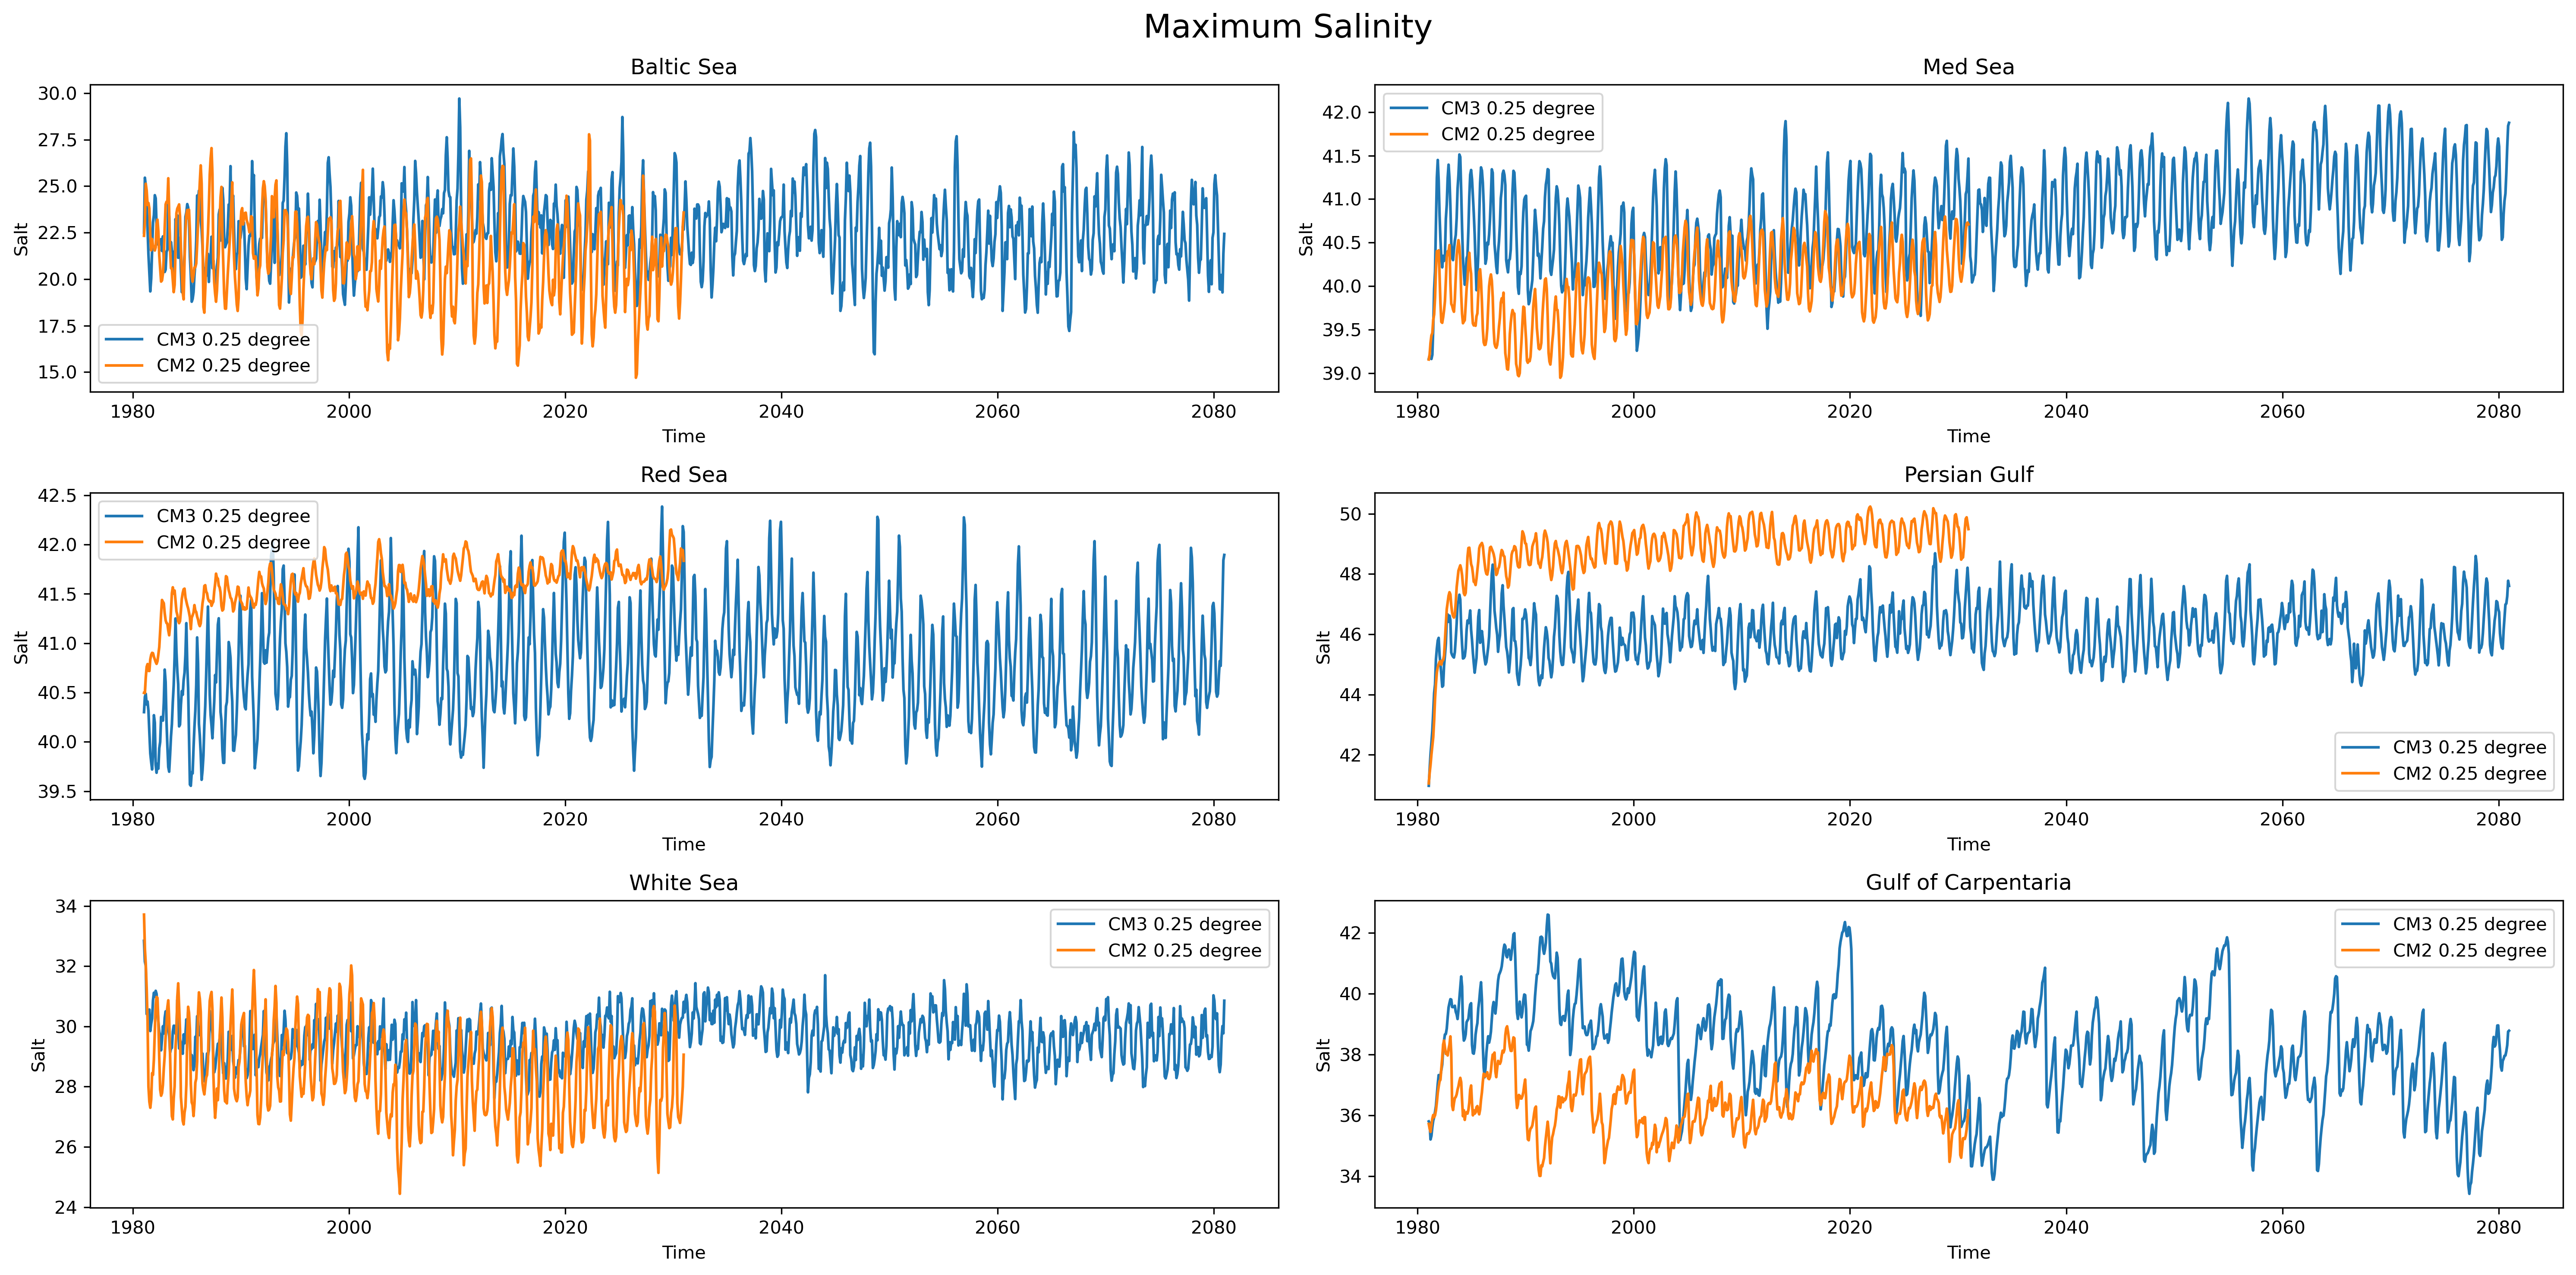 Maximum Salinity
Baltic Sea
30.0
27.5
25.0
22.5
20.0
17.5
15.0
Salt
CM3 0.25 degree
CM2 0.25 degree
1980 2000 2020 2040 2060 2080
Time
Med Sea
42.0
41.5
41.0
40.5
40.0
39.5
39.0
Salt
CM3 0.25 degree
CM2 0.25 degree
1980 2000 2020 2040 2060 2080
Time
Red Sea
42.5
42.0
41.5
41.0
40.5
40.0
39.5
Salt
CM3 0.25 degree
CM2 0.25 degree
1980 2000 2020 2040 2060 2080
Time
Persian Gulf
50
48
46
44
42
Salt
CM3 0.25 degree
CM2 0.25 degree
1980 2000 2020 2040 2060 2080
Time
White Sea
34
32
30
28
26
24
Salt
CM3 0.25 degree
CM2 0.25 degree
1980 2000 2020 2040 2060 2080
Time
Gulf of Carpentaria
42
40
38
36
34
Salt
CM3 0.25 degree
CM2 0.25 degree
1980 2000 2020 2040 2060 2080
Time